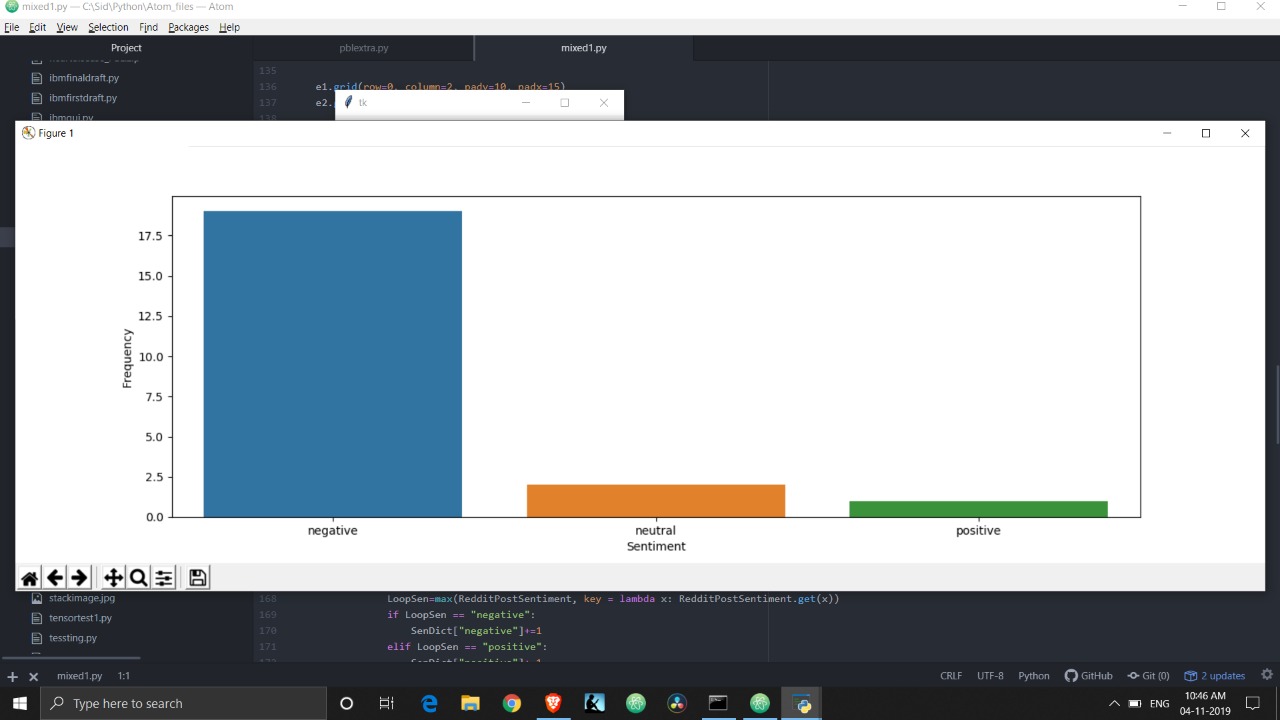 mixed1.py — C:\Sid\Python\Atom_files — Atom
File Edit View Selection Find Packages Help
Project
pblextra.py
mixed1.py
ibmfinaldraft.py
ibmfirstdraft.py
ibmgui.py
135
136 e1.grid(row=0, column=2, pady=10, padx=15)
137 e2.
138
tk
Figure 1
17.5
15.0
12.5
10.0
7.5
5.0
2.5
0.0
Frequency
negative
neutral
positive
Sentiment
stackimage.jpg
tensortest1.py
tessting.py
168 LoopSen=max(RedditPostSentiment, key = lambda x: RedditPostSentiment.get(x))
169 if LoopSen == "negative":
170 SenDict["negative"]+=1
171 elif LoopSen == "positive":
mixed1.py 1:1
CRLF UTF-8 Python GitHub Git (0) 2 updates
Type here to search
ENG
10:46 AM
04-11-2019